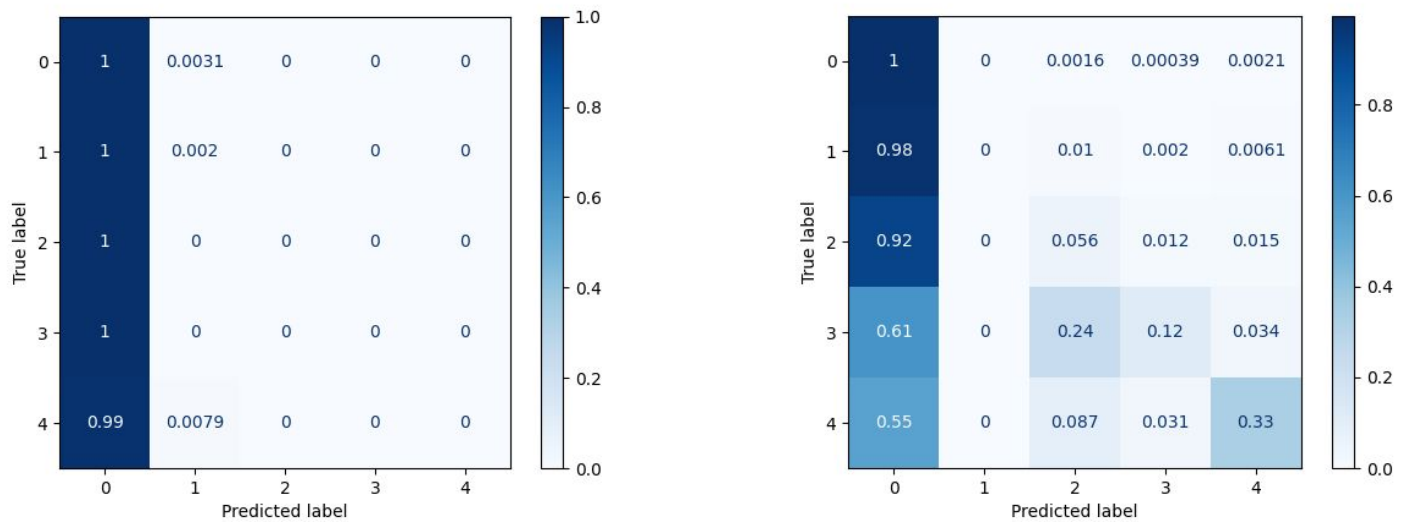 1.0
0 1 0.0031 0 0 0
0.8
1 1 0.002 0 0 0
0.6
True label
2 1 0 0 0 0
0.4
3 1 0 0 0 0
0.2
4 0.99 0.0079 0 0 0
0.0
0 1 2 3 4
Predicted label
0 1 0 0.0016 0.00039 0.0021
0.8
1 0.98 0 0.01 0.002 0.0061
0.6
True label
2 0.92 0 0.056 0.012 0.015
0.4
3 0.61 0 0.24 0.12 0.034
0.2
4 0.55 0 0.087 0.031 0.33
0.0
0 1 2 3 4
Predicted label